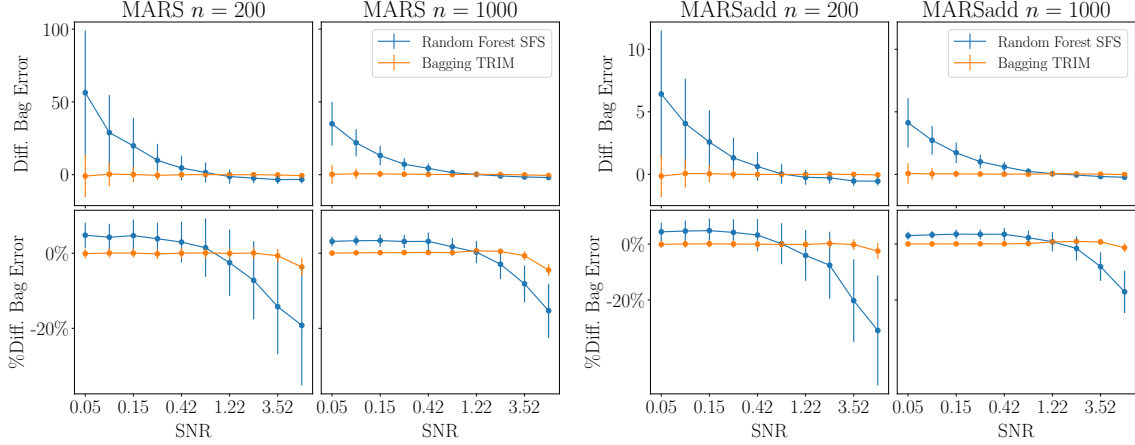 MARS n = 200
MARS n = 1000
MARSadd n = 200
MARSadd n = 1000
Diff. Bag Error
100
50
0
Random Forest SFS
Bagging TRIM
Diff. Bag Error
10
5
0
Random Forest SFS
Bagging TRIM
%Diff. Bag Error
0%
-20%
%Diff. Bag Error
0%
-20%
0.05 0.15 0.42 1.22 3.52
0.05 0.15 0.42 1.22 3.52
0.05 0.15 0.42 1.22 3.52
0.05 0.15 0.42 1.22 3.52
SNR
SNR
SNR
SNR